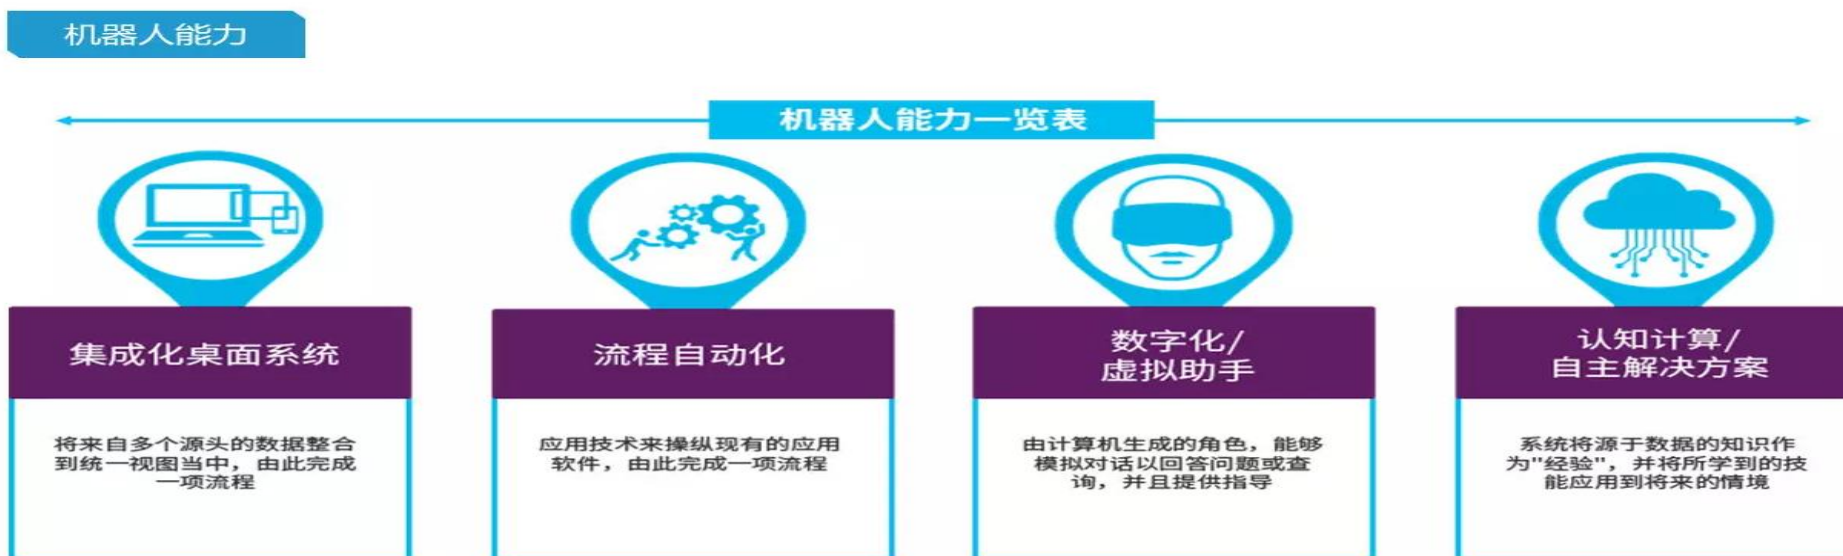 机器人能力
机器人能力一览表
集成化桌面系统
将来自多个源头的数据整合
到统一视图当中，由此完成
一项流程
流程自动化
应用技术来操纵现有的应用
软件，由此完成一项流程
数字化/
虚拟助手
由计算机生成的角色，能够
模拟对话以回答问题或查
询，并且提供指导
认知计算/
自主解决方案
系统将源于数据的知识作
为"经验"，并将所学到的技
能应用到将来的情境